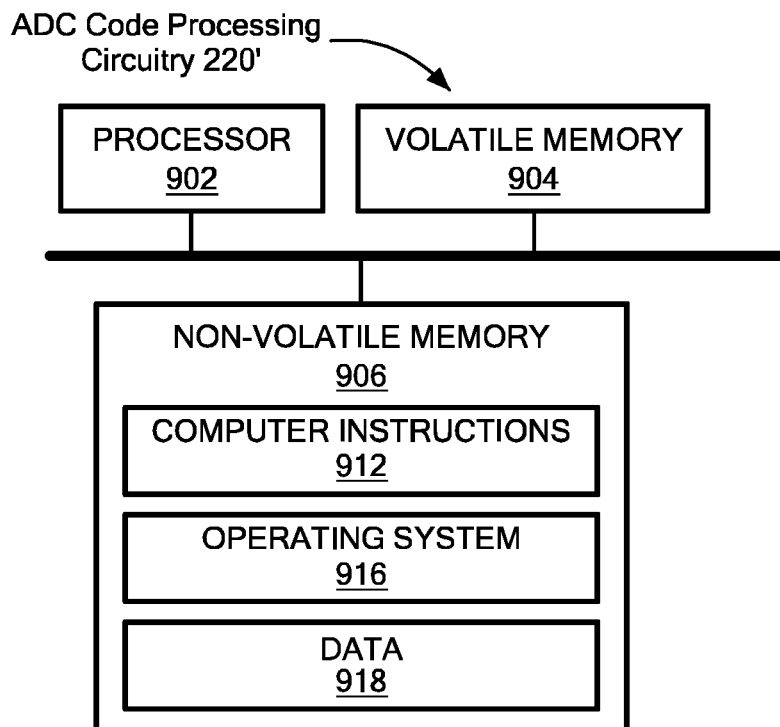 ADC Code Processing
Circuitry 220'
PROCESSOR
902
VOLATILE MEMORY
904
NON-VOLATILE MEMORY
906
COMPUTER INSTRUCTIONS
912
OPERATING SYSTEM
916
DATA
918